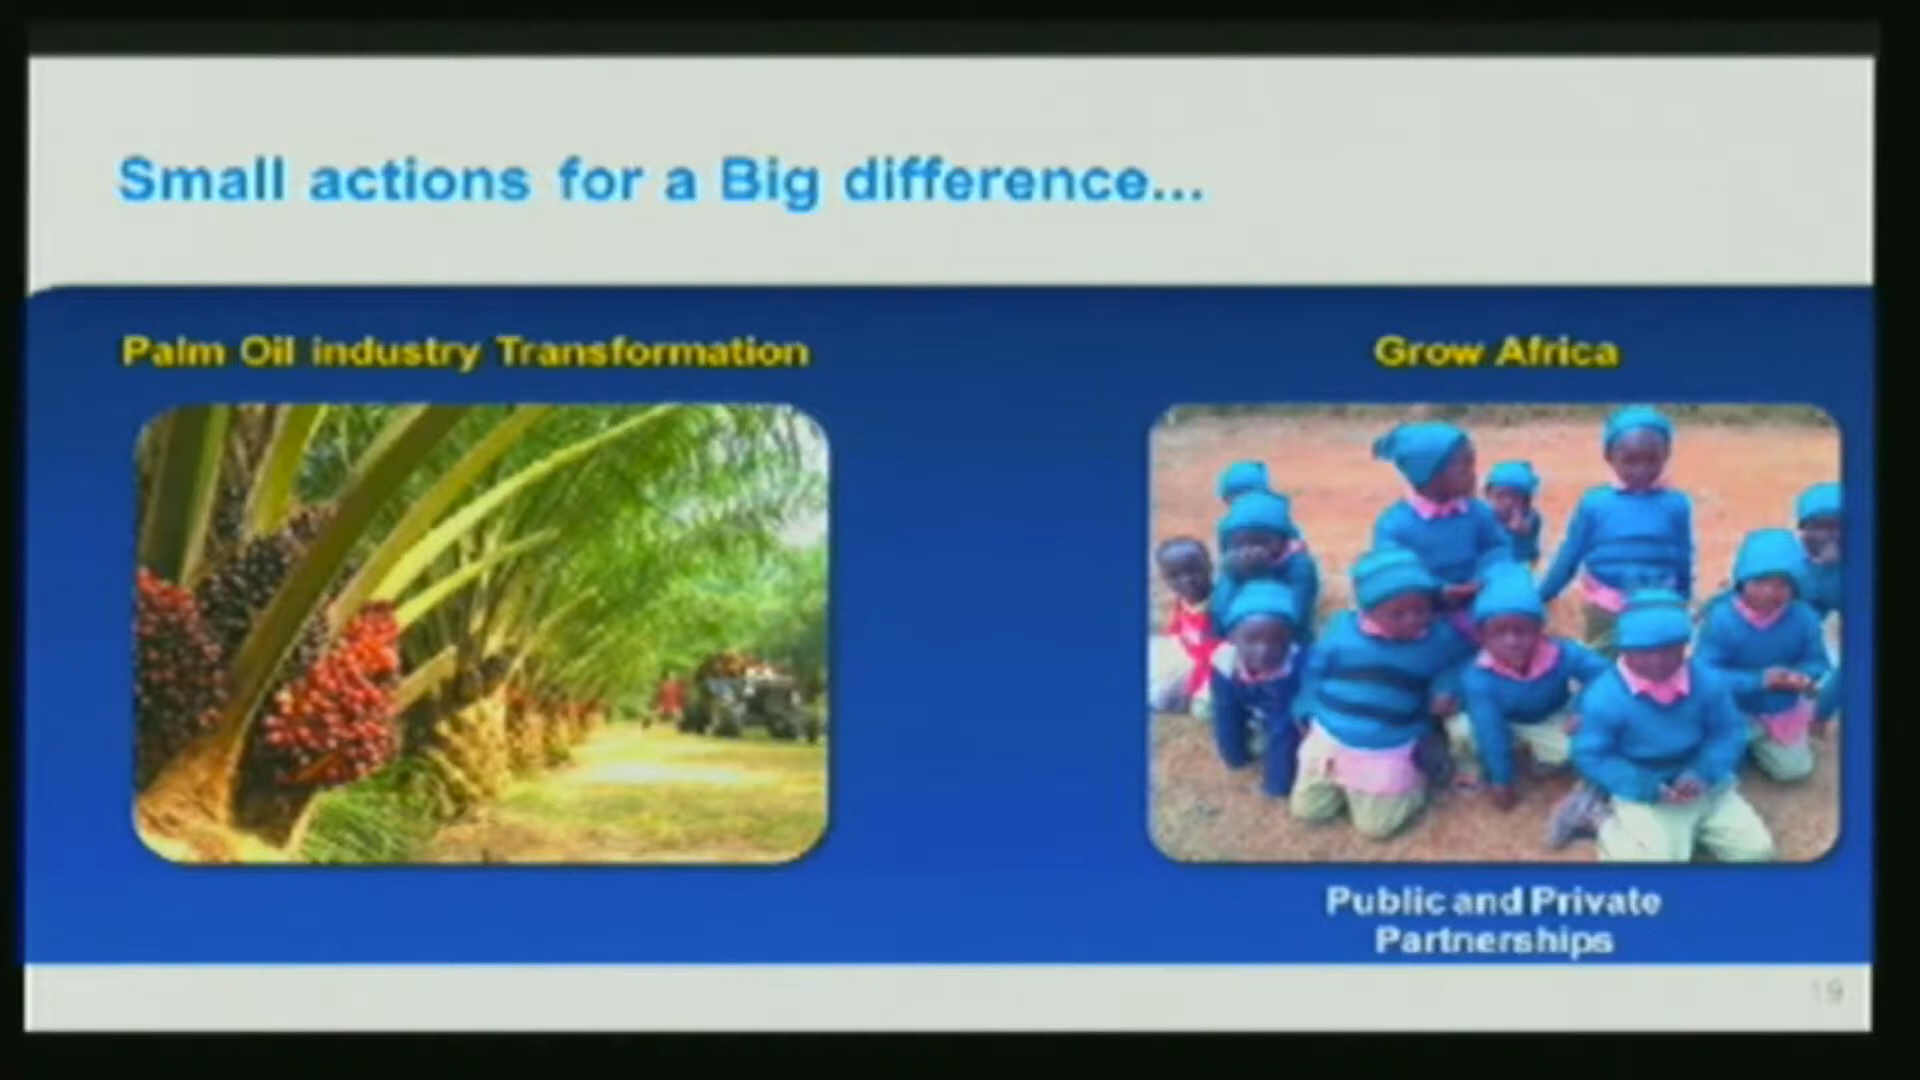 Small actions for a Big difference...
Palm Oil industry Transformation
Grow Africa
Public and Private
Partnerships
19